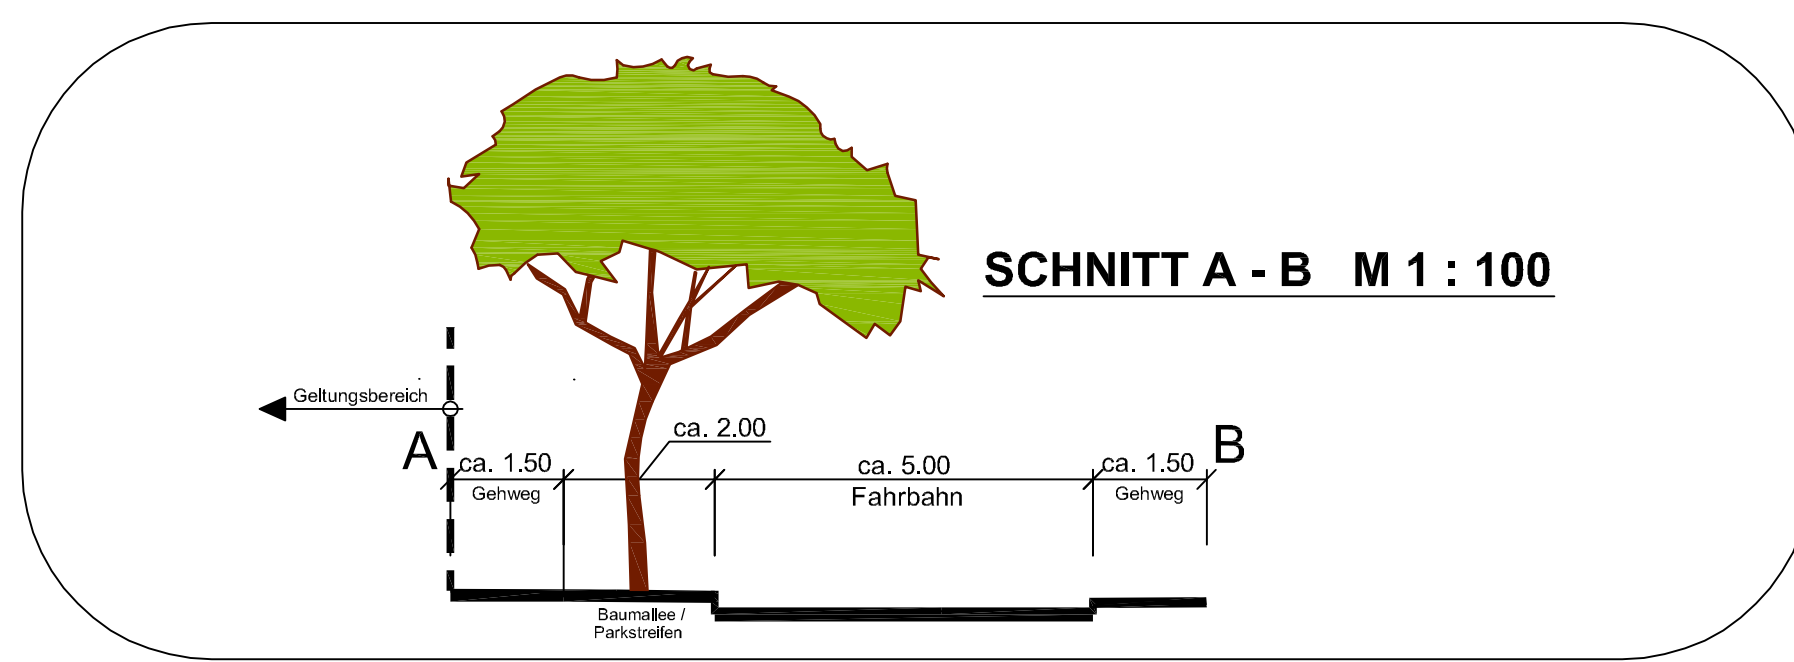 SCHNITT A - B M 1 : 100
Geltungsbereich
A
ca. 2.00
B
ca. 1.50
ca. 5.00
ca. 1.50
Gehweg
Fahrbahn
Gehweg
Baumallee /
Parkstreifen